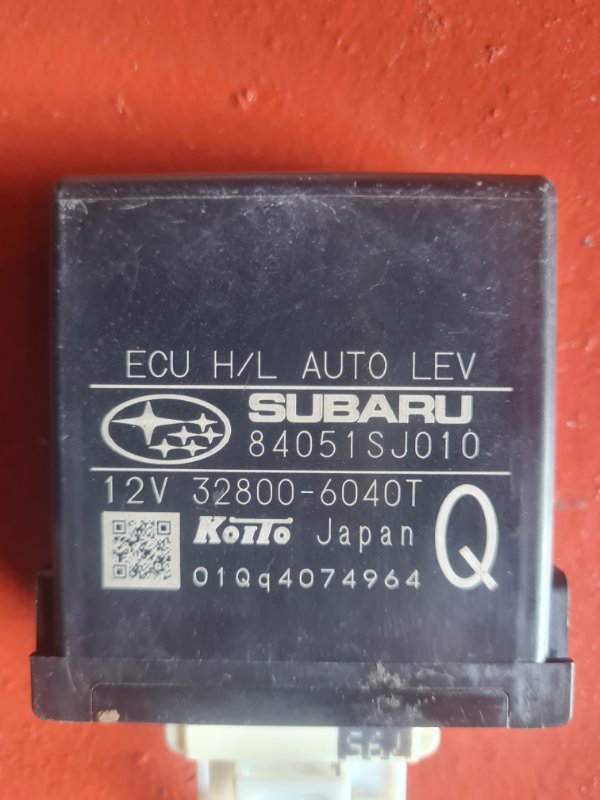 ECU H/L AUTO LEV
SUBARU
84051SJ010
12V 32800-6040T
Q
KOITO Japan
01Qq4074964